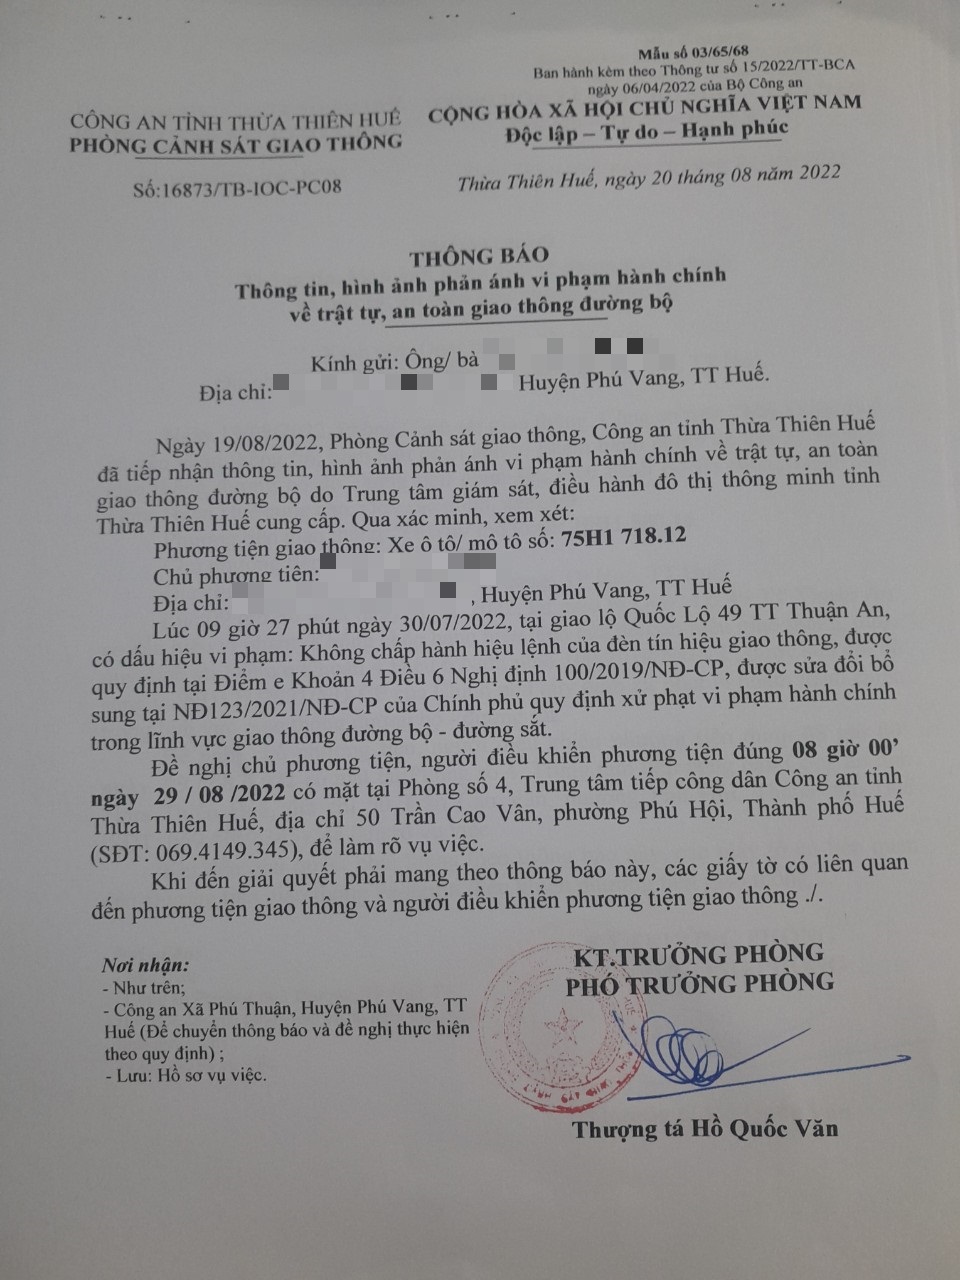 Mẫu số 03/65/68
Ban hành kèm theo Thông tư số 15/2022/TT-BCA
ngày 06/04/2022 của Bộ Công an
CÔNG AN TỈNH THỪA THIÊN HUẾ
PHÒNG CẢNH SÁT GIAO THÔNG
CỘNG HÒA XÃ HỘI CHỦ NGHĨA VIỆT NAM
Độc lập – Tự do – Hạnh phúc
Số:16873/TB-IOC-PC08
Thừa Thiên Huế, ngày 20 tháng 08 năm 2022
THÔNG BÁO
Thông tin, hình ảnh phản ánh vi phạm hành chính
về trật tự, an toàn giao thông đường bộ
Kính gửi: Ông/ bà
Địa chỉ: Huyện Phú Vang, TT Huế.
Ngày 19/08/2022, Phòng Cảnh sát giao thông, Công an tỉnh Thừa Thiên Huế
đã tiếp nhận thông tin, hình ảnh phản ánh vi phạm hành chính về trật tự, an toàn
giao thông đường bộ do Trung tâm giám sát, điều hành đô thị thông minh tỉnh
Thừa Thiên Huế cung cấp. Qua xác minh, xem xét:
Phương tiện giao thông: Xe ô tô/ mô tô số: 75H1 718.12
Chủ phương tiên:
Địa chỉ: , Huyện Phú Vang, TT Huế
Lúc 09 giờ 27 phút ngày 30/07/2022, tại giao lộ Quốc Lộ 49 TT Thuận An,
có dấu hiệu vi phạm: Không chấp hành hiệu lệnh của đèn tín hiệu giao thông, được
quy định tại Điểm e Khoản 4 Điều 6 Nghị định 100/2019/NĐ-CP, được sửa đổi bổ
sung tại NĐ123/2021/NĐ-CP của Chính phủ quy định xử phạt vi phạm hành chính
trong lĩnh vực giao thông đường bộ - đường sắt.
Đề nghị chủ phương tiện, người điều khiển phương tiện đúng 08 giờ 00’
ngày 29 / 08 /2022 có mặt tại Phòng số 4, Trung tâm tiếp công dân Công an tỉnh
Thừa Thiên Huế, địa chỉ 50 Trần Cao Vân, phường Phú Hội, Thành phố Huế
(SĐT: 069.4149.345), để làm rõ vụ việc.
Khi đến giải quyết phải mang theo thông báo này, các giấy tờ có liên quan
đến phương tiện giao thông và người điều khiển phương tiện giao thông ./.
Nơi nhận:
- Như trên;
- Công an Xã Phú Thuận, Huyện Phú Vang, TT
Huế (Để chuyển thông báo và đề nghị thực hiện
theo quy định) ;
- Lưu: Hồ sơ vụ việc.
KT.TRƯỞNG PHÒNG
PHÓ TRƯỞNG PHÒNG
Thượng tá Hồ Quốc Văn